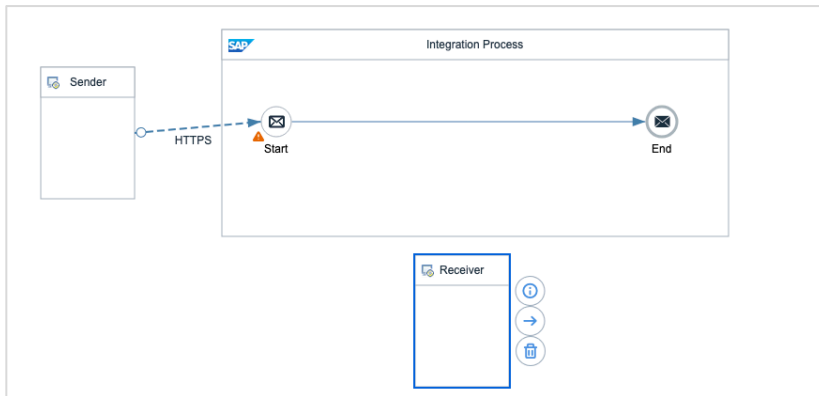 SAP
Integration Process
Sender
HTTPS
Start
End
Receiver